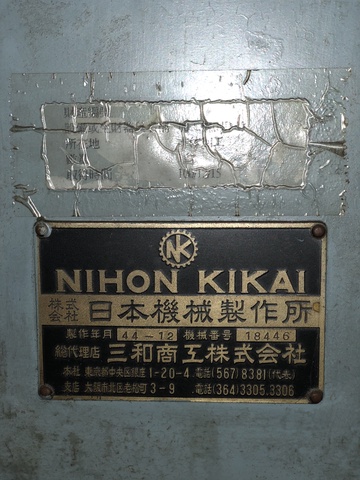 NK
NIHON KIKAI
株式会社 日本機械製作所
製作年月 44-12 機械番号 18446
総代理店 三和商工株式会社
本社 東京都中央区銀座1-20-4 電話(567)8381(代表)
支店 大阪市北区老松町3-9 電話(364)3305.3306